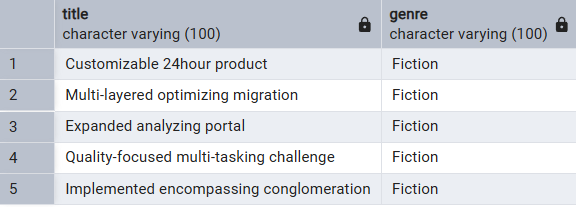 title genre
character varying (100) character varying (100)
1 Customizable 24hour product Fiction
2 Multi-layered optimizing migration Fiction
3 Expanded analyzing portal Fiction
4 Quality-focused multi-tasking challenge Fiction
5 Implemented encompassing conglomeration Fiction